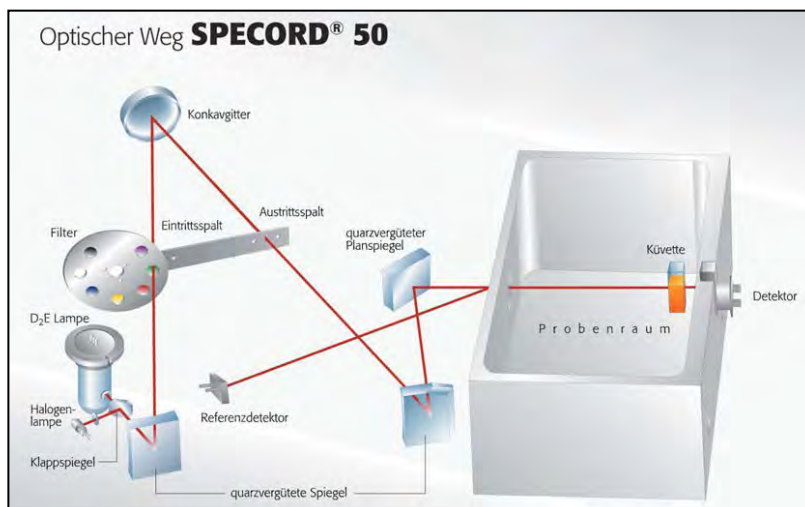 Optischer Weg SPECORD® 50
Konkavgitter
Eintrittsspalt
Austrittsspalt
Filter
quarzvergüteter
Planspiegel
Küvette
Detektor
D₂E Lampe
Probenraum
Halogen-
lampe
Referenzdetektor
Klappspiegel
quarzvergütete Spiegel